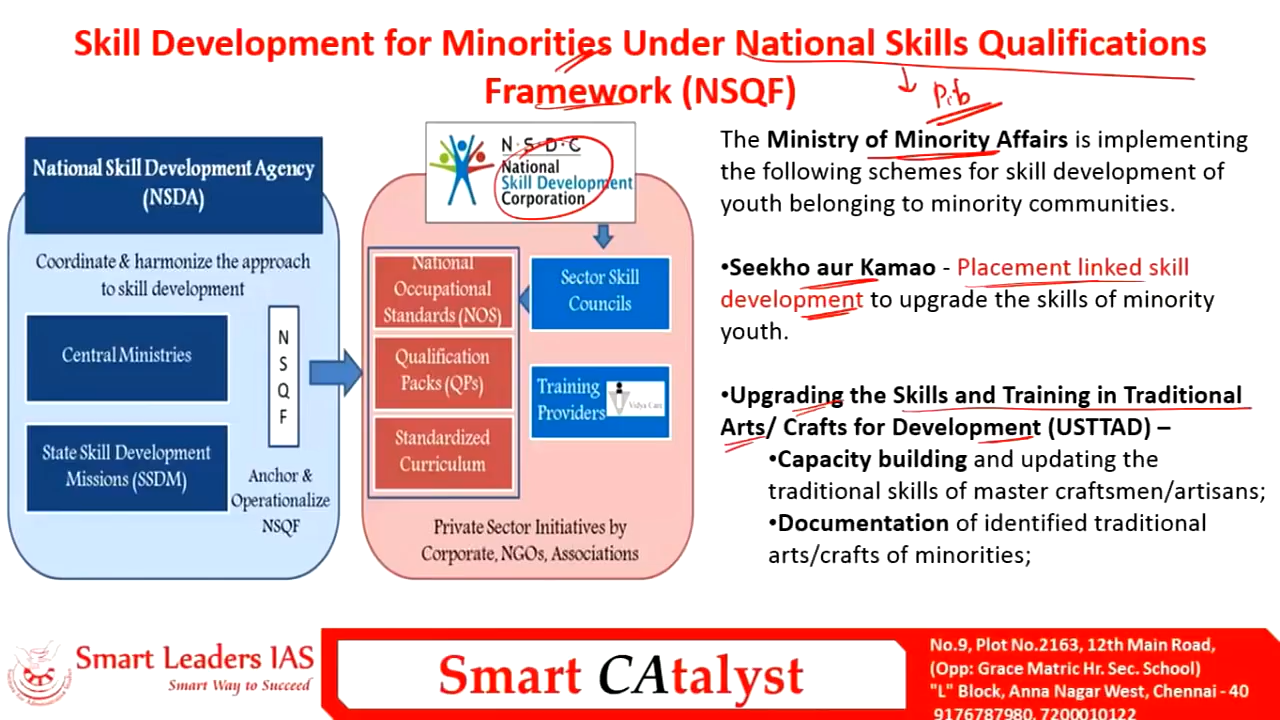 Skill Development for Minorities Under National Skills Qualifications
Framework (NSQF)
Pib
National Skill Development Agency
(NSDA)
Coordinate & harmonize the approach
to skill development
Central Ministries
State Skill Development
Missions (SSDM)
N
S
Q
F
Anchor &
Operationalize
NSQF
N·S·D·C
National
Skill Development
Corporation
National
Occupational
Standards (NOS)
Qualification
Packs (QPs)
Standardized
Curriculum
Sector Skill
Councils
Training
Providers
Vidya Care
Private Sector Initiatives by
Corporate, NGOs, Associations
The Ministry of Minority Affairs is implementing
the following schemes for skill development of
youth belonging to minority communities.
•Seekho aur Kamao - Placement linked skill
development to upgrade the skills of minority
youth.
•Upgrading the Skills and Training in Traditional
Arts/ Crafts for Development (USTTAD) –
•Capacity building and updating the
traditional skills of master craftsmen/artisans;
•Documentation of identified traditional
arts/crafts of minorities;
Smart Leaders IAS
Smart Way to Succeed
Smart CAtalyst
No.9, Plot No.2163, 12th Main Road,
(Opp: Grace Matric Hr. Sec. School)
"L" Block, Anna Nagar West, Chennai - 40
9176787980, 7200010122